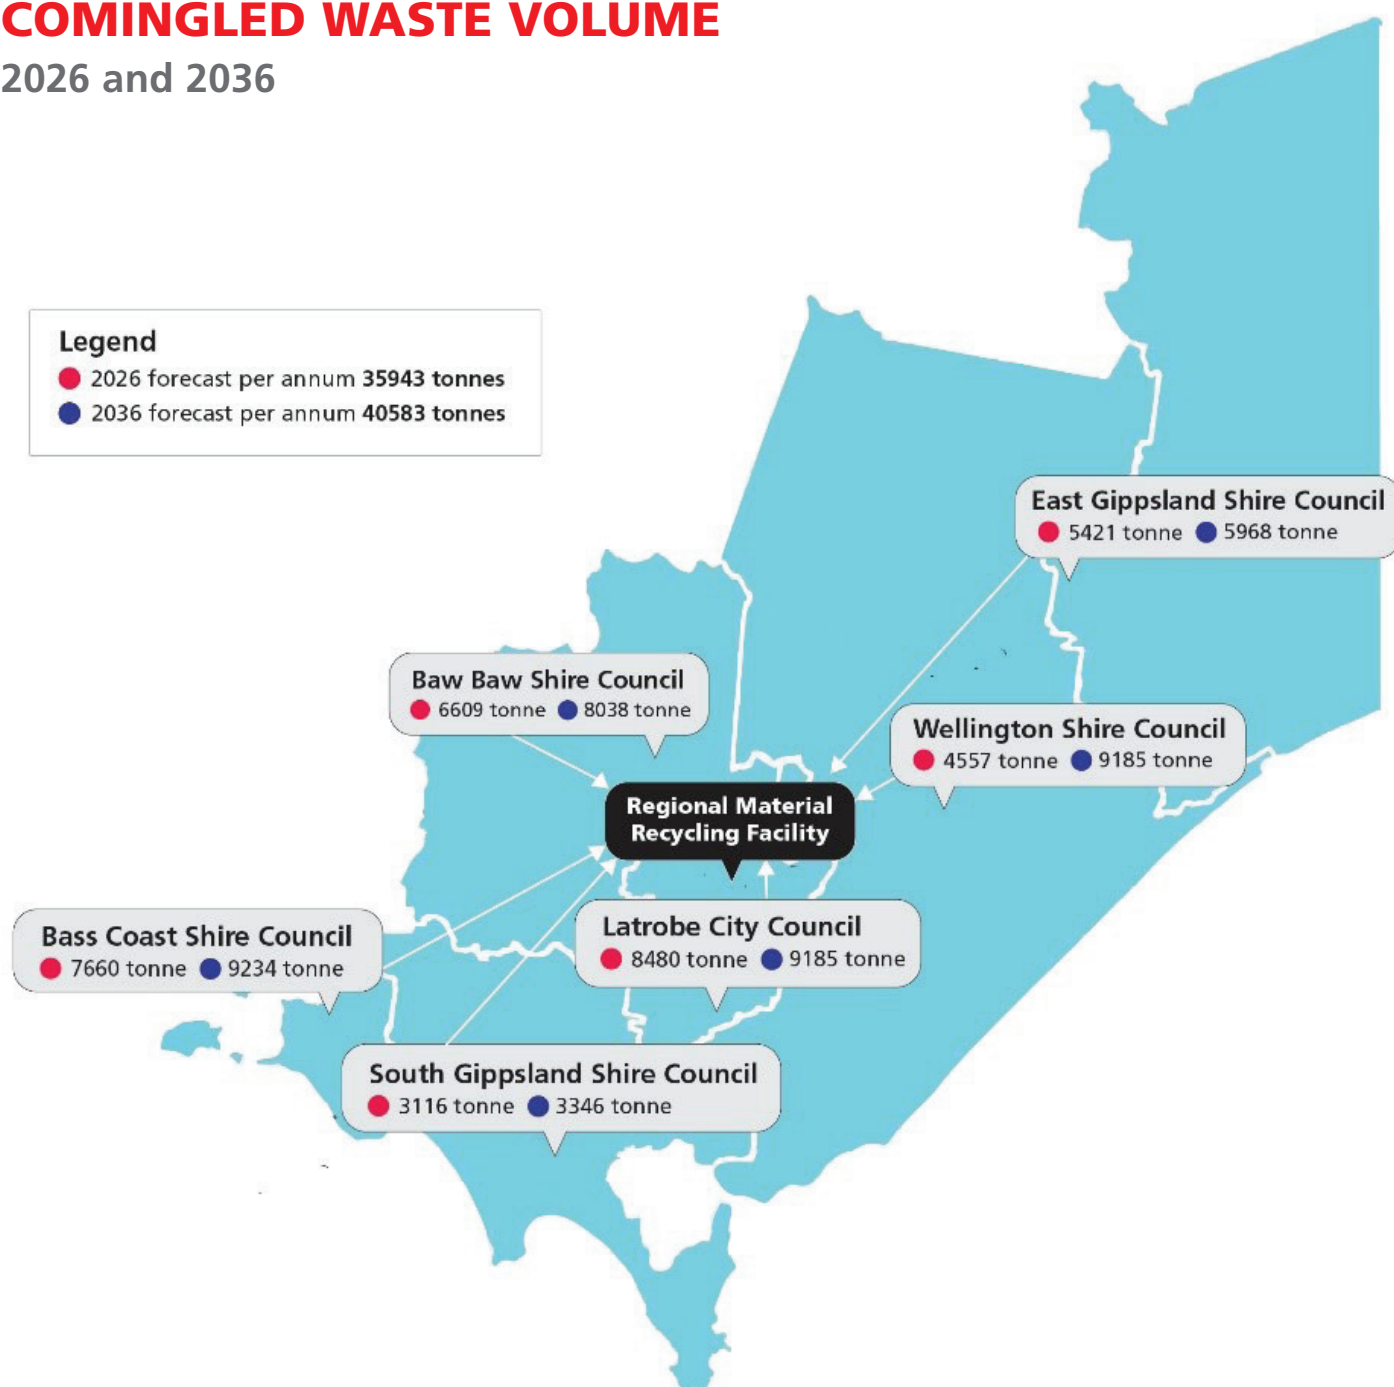 COMINGLED WASTE VOLUME
2026 and 2036
Legend
2026 forecast per annum 35943 tonnes
2036 forecast per annum 40583 tonnes
East Gippsland Shire Council
5421 tonne 5968 tonne
Baw Baw Shire Council
6609 tonne 8038 tonne
Wellington Shire Council
4557 tonne 9185 tonne
Regional Material
Recycling Facility
Latrobe City Council
8480 tonne 9185 tonne
Bass Coast Shire Council
7660 tonne 9234 tonne
South Gippsland Shire Council
3116 tonne 3346 tonne